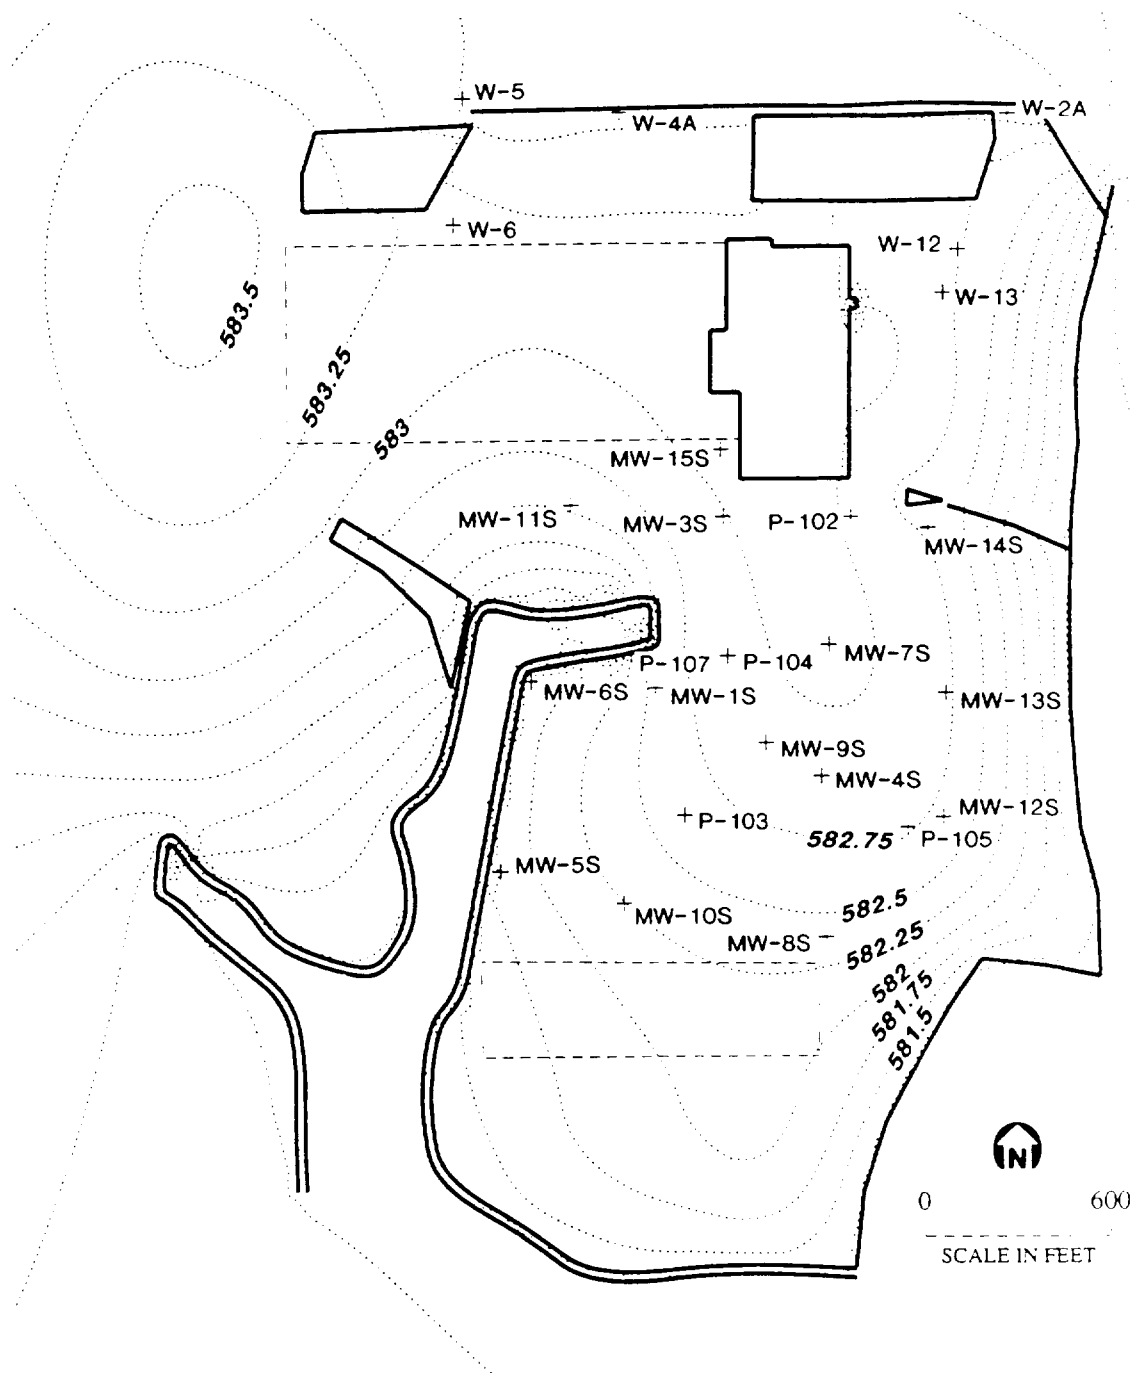 W-5
W-4A
W-2A
W-6
W-12
W-13
583.5
583.25
583
MW-15S
MW-11S
MW-3S
P-102
MW-14S
P-107
P-104
MW-7S
MW-6S
MW-1S
MW-13S
MW-9S
MW-4S
P-103
MW-12S
582.75
P-105
MW-5S
582.5
MW-10S
MW-8S
582.25
582
581.75
581.5
N
0 600
SCALE IN FEET